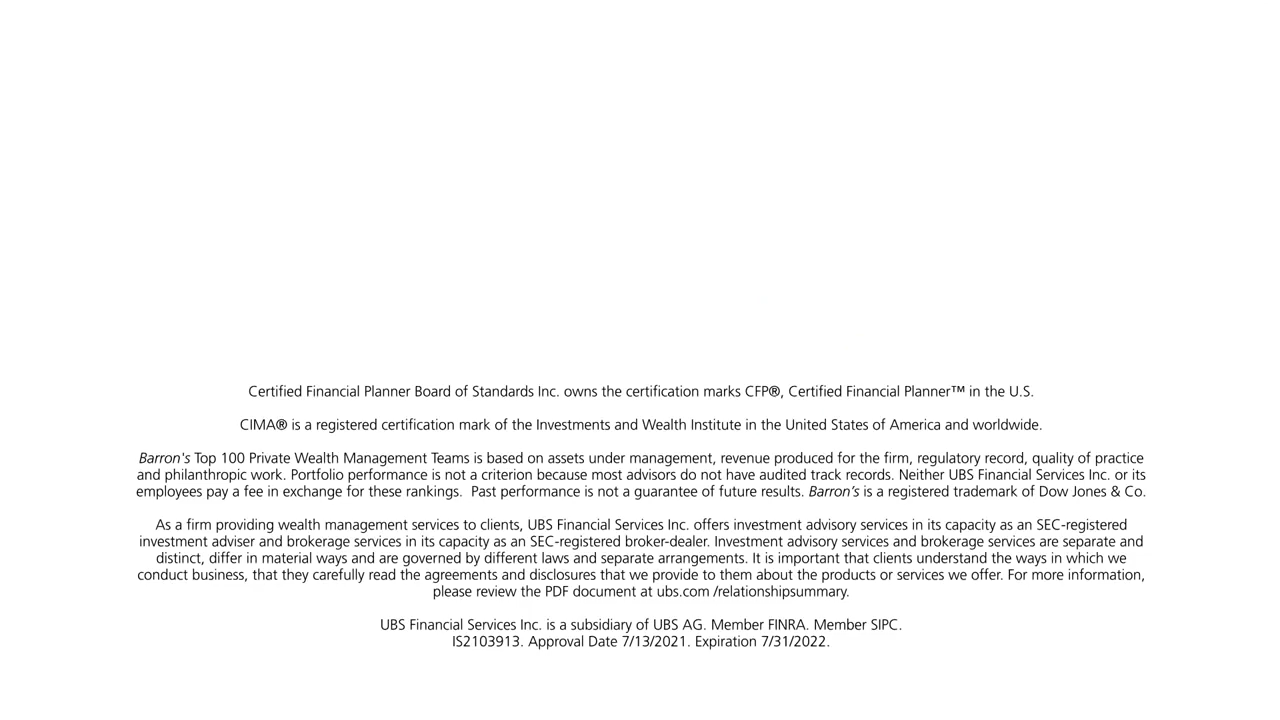 Certified Financial Planner Board of Standards Inc. owns the certification marks CFP®, Certified Financial Planner™ in the U.S.
CIMA® is a registered certification mark of the Investments and Wealth Institute in the United States of America and worldwide.
Barron's Top 100 Private Wealth Management Teams is based on assets under management, revenue produced for the firm, regulatory record, quality of practice
and philanthropic work. Portfolio performance is not a criterion because most advisors do not have audited track records. Neither UBS Financial Services Inc. or its
employees pay a fee in exchange for these rankings.  Past performance is not a guarantee of future results. Barron’s is a registered trademark of Dow Jones & Co.
As a firm providing wealth management services to clients, UBS Financial Services Inc. offers investment advisory services in its capacity as an SEC-registered
investment adviser and brokerage services in its capacity as an SEC-registered broker-dealer. Investment advisory services and brokerage services are separate and
distinct, differ in material ways and are governed by different laws and separate arrangements. It is important that clients understand the ways in which we
conduct business, that they carefully read the agreements and disclosures that we provide to them about the products or services we offer. For more information,
please review the PDF document at ubs.com /relationshipsummary.
UBS Financial Services Inc. is a subsidiary of UBS AG. Member FINRA. Member SIPC.
IS2103913. Approval Date 7/13/2021. Expiration 7/31/2022.